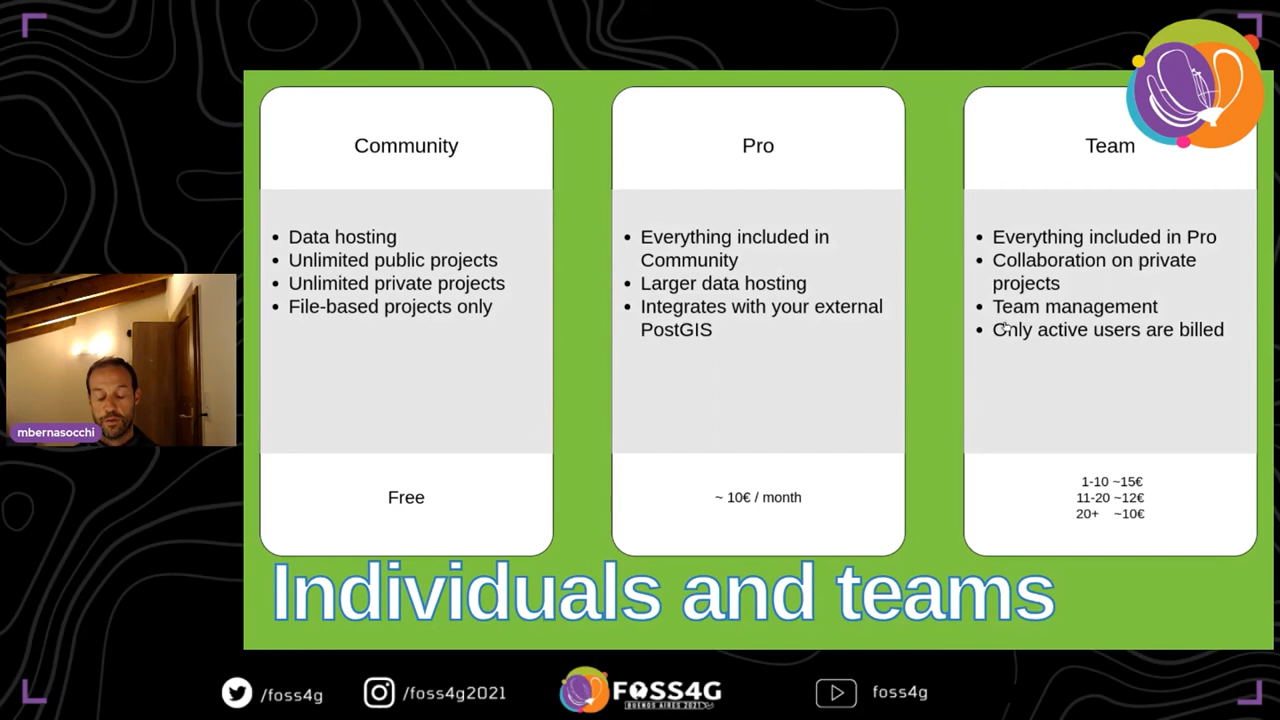 Community
Data hosting
Unlimited public projects
Unlimited private projects
File-based projects only
Free
Pro
Everything included in
Community
Larger data hosting
Integrates with your external
PostGIS
~ 10€ / month
Team
Everything included in Pro
Collaboration on private
projects
Team management
Only active users are billed
1-10 ~15€
11-20 ~12€
20+ ~10€
Individuals and teams
mbernasocchi
/foss4g
/foss4g2021
FOSS4G
BUENOS AIRES 2021
foss4g